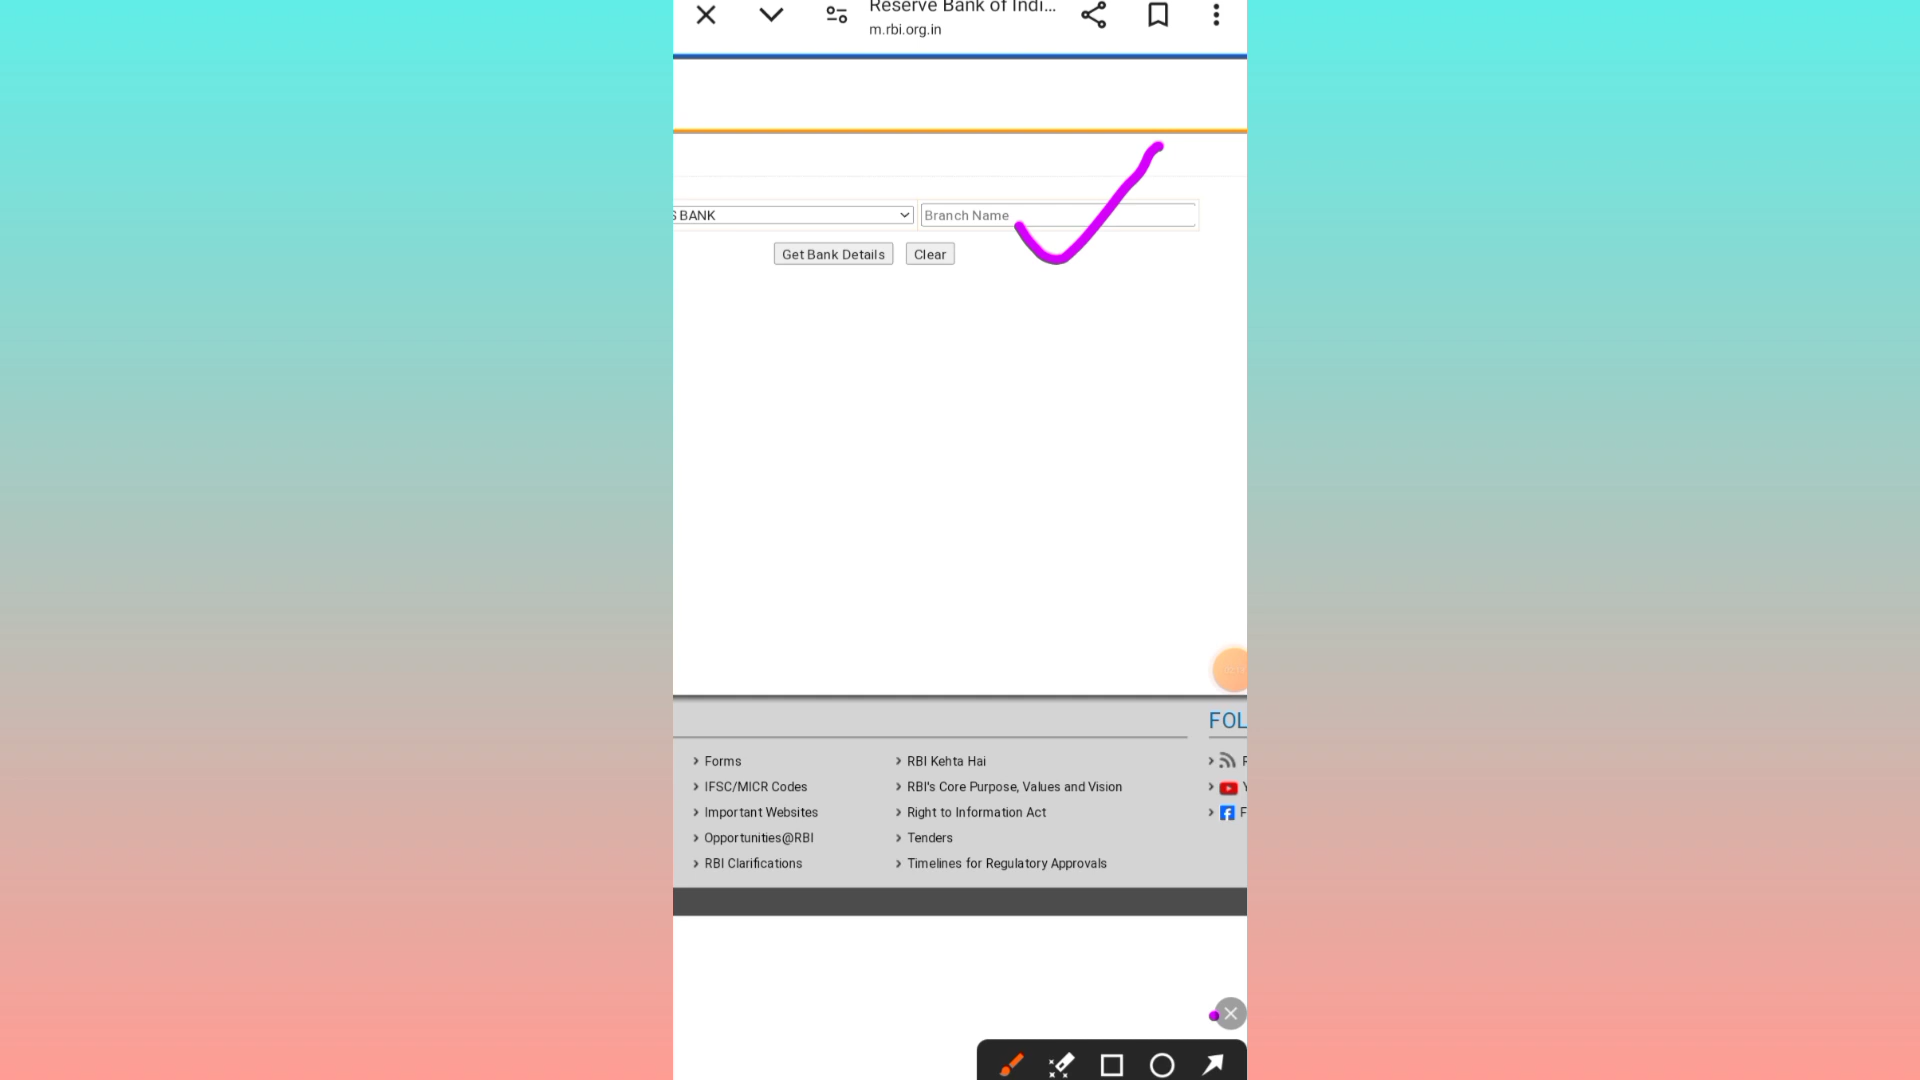 Reserve Bank of Indi...
m.rbi.org.in
S BANK
Branch Name
Get Bank Details
Clear
FOL
Forms
RBI Kehta Hai
IFSC/MICR Codes
RBI's Core Purpose, Values and Vision
Important Websites
Right to Information Act
Opportunities@RBI
Tenders
RBI Clarifications
Timelines for Regulatory Approvals